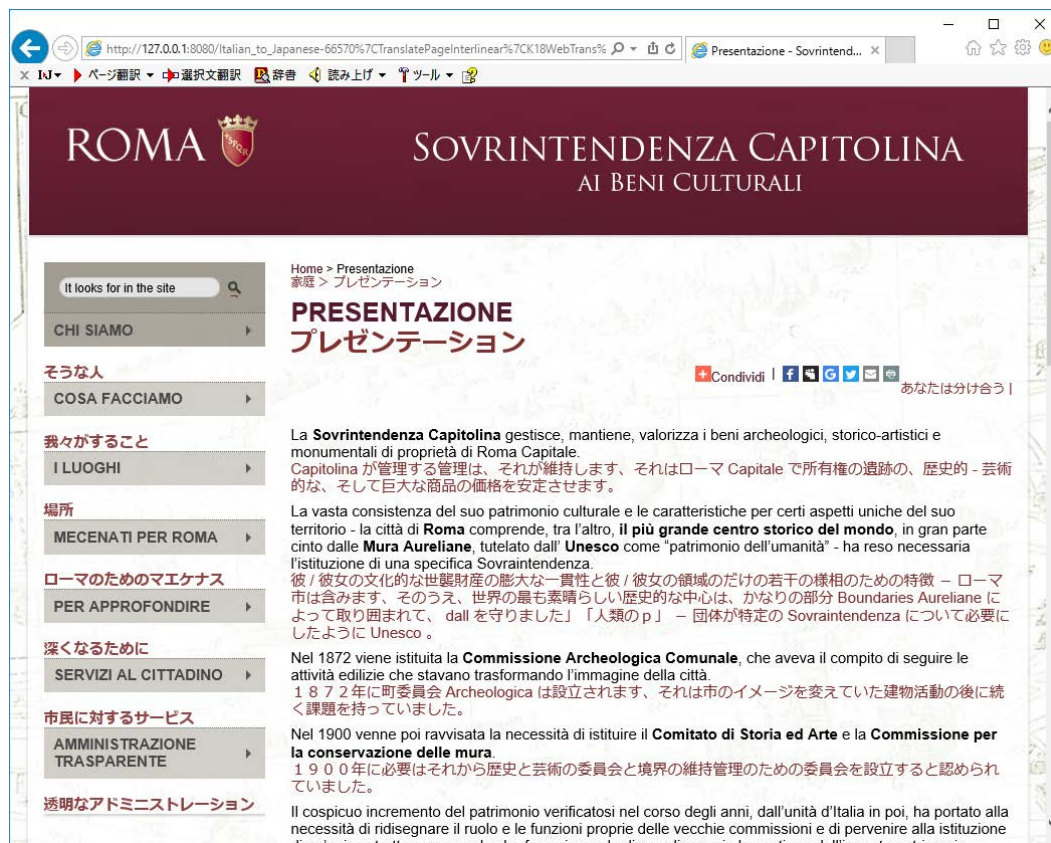 http://127.0.0.1:8080/Italian_to_Japanese-66570%7CTranslatePageInterlinear%7CK18WebTrans%
Presentazione - Sovrintend...
ページ翻訳 選択文翻訳 辞書 読み上げ ツール
ROMA
SPQR
SOVRINTENDENZA CAPITOLINA
AI BENI CULTURALI
It looks for in the site
CHI SIAMO
そうな人
COSA FACCIAMO
我々がすること
I LUOGHI
場所
MECENATI PER ROMA
ローマのためのマエケナス
PER APPROFONDIRE
深くなるために
SERVIZI AL CITTADINO
市民に対するサービス
AMMINISTRAZIONE
TRASPARENTE
透明なアドミニストレーション
Home > Presentazione
家庭 > プレゼンテーション
PRESENTAZIONE
プレゼンテーション
Condividi |
あなたは分け合う |
La Sovrintendenza Capitolina gestisce, mantiene, valorizza i beni archeologici, storico-artistici e
monumentali di proprietà di Roma Capitale.
Capitolina が管理する管理は、それが維持します、それはローマ Capitale で所有権の遺跡の、歴史的 - 芸術
的な、そして巨大な商品の価格を安定させます。
La vasta consistenza del suo patrimonio culturale e le caratteristiche per certi aspetti uniche del suo
territorio - la città di Roma comprende, tra l'altro, il più grande centro storico del mondo, in gran parte
cinto dalle Mura Aureliane, tutelato dall' Unesco come “patrimonio dell'umanità” - ha reso necessaria
l'istituzione di una specifica Sovraintendenza.
彼 / 彼女の文化的な世襲財産の膨大な一貫性と彼 / 彼女の領域のだけの若干の様相のための特徴 － ローマ
市は含みます、そのうえ、世界の最も素晴らしい歴史的な中心は、かなりの部分 Boundaries Aureliane に
よって取り囲まれて、 dall を守りました」「人類のｐ」 － 団体が特定の Sovraintendenza について必要に
したように Unesco 。
Nel 1872 viene istituita la Commissione Archeologica Comunale, che aveva il compito di seguire le
attività edilizie che stavano trasformando l'immagine della città.
１８７２年に町委員会 Archeologica は設立されます、それは市のイメージを変えていた建物活動の後に続
く課題を持っていました。
Nel 1900 venne poi ravvisata la necessità di istituire il Comitato di Storia ed Arte e la Commissione per
la conservazione delle mura.
１９００年に必要はそれから歴史と芸術の委員会と境界の維持管理のための委員会を設立すると認められ
ていました。
Il cospicuo incremento del patrimonio verificatosi nel corso degli anni, dall'unità d'Italia in poi, ha portato alla
necessità di ridisegnare il ruolo e le funzioni proprie delle vecchie commissioni e di pervenire alla istituzione